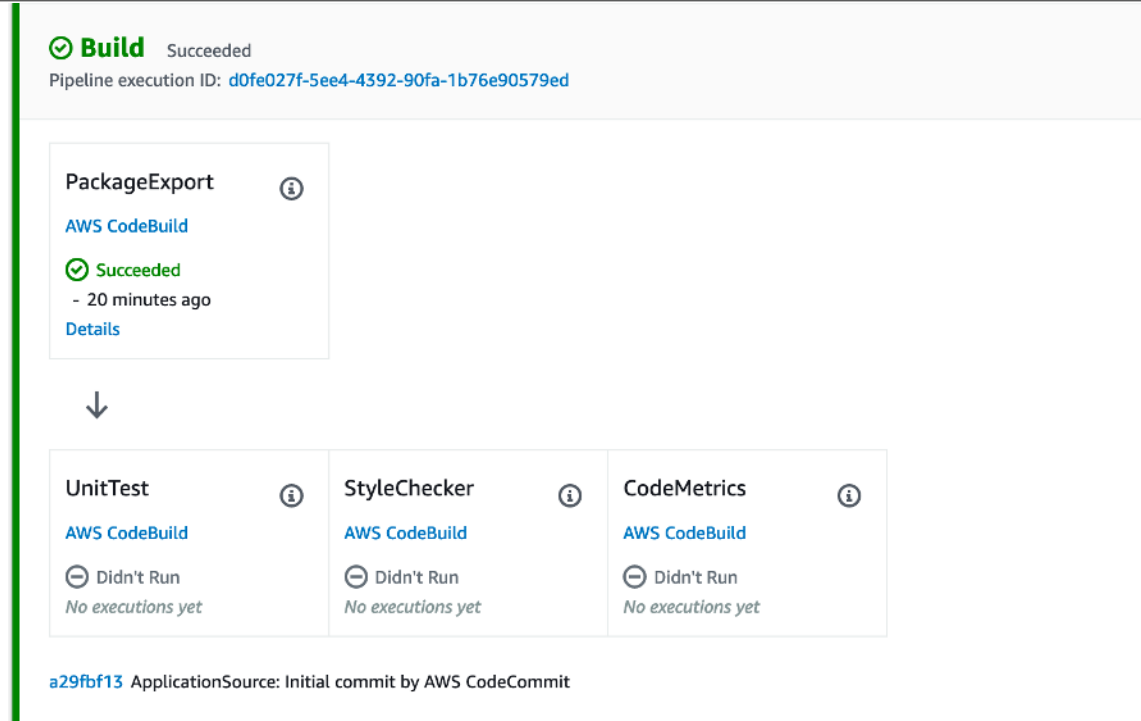 Build Succeeded
Pipeline execution ID: d0fe027f-5ee4-4392-90fa-1b76e90579ed
PackageExport
AWS CodeBuild
Succeeded
- 20 minutes ago
Details
UnitTest
AWS CodeBuild
Didn't Run
No executions yet
StyleChecker
AWS CodeBuild
Didn't Run
No executions yet
CodeMetrics
AWS CodeBuild
Didn't Run
No executions yet
a29fbf13 ApplicationSource: Initial commit by AWS CodeCommit